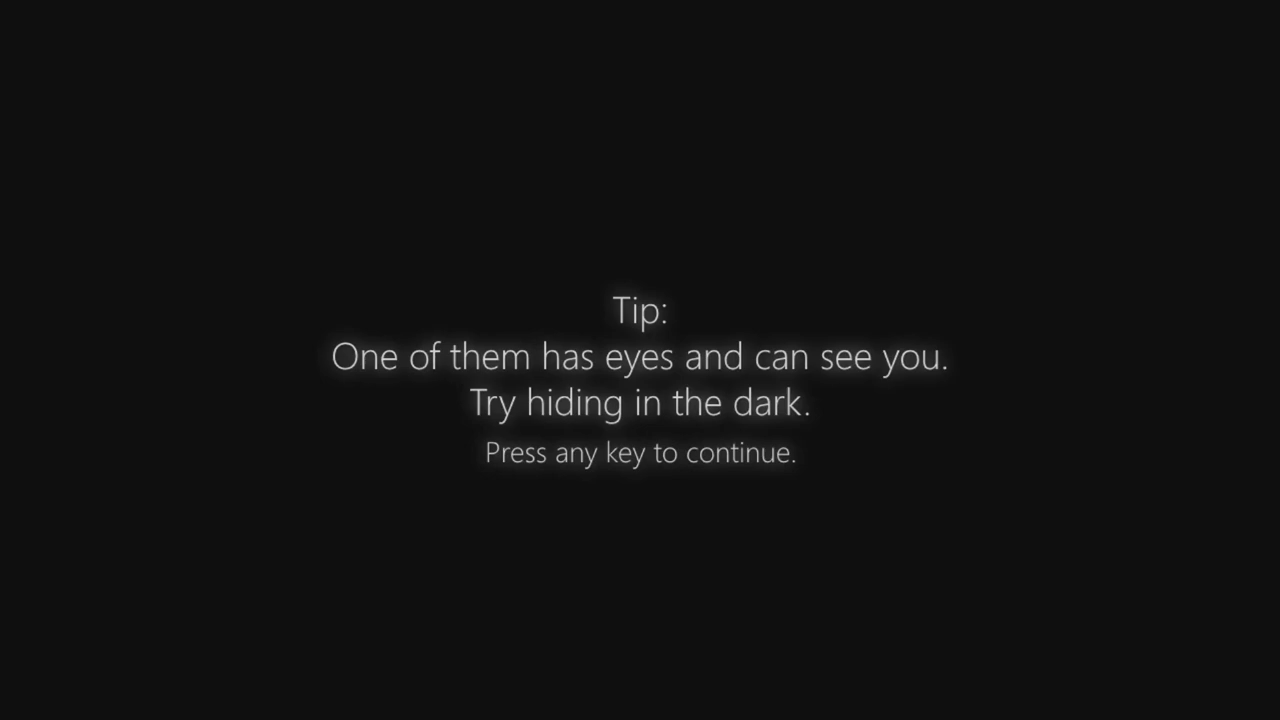 Tip:
One of them has eyes and can see you.
Try hiding in the dark.
Press any key to continue.